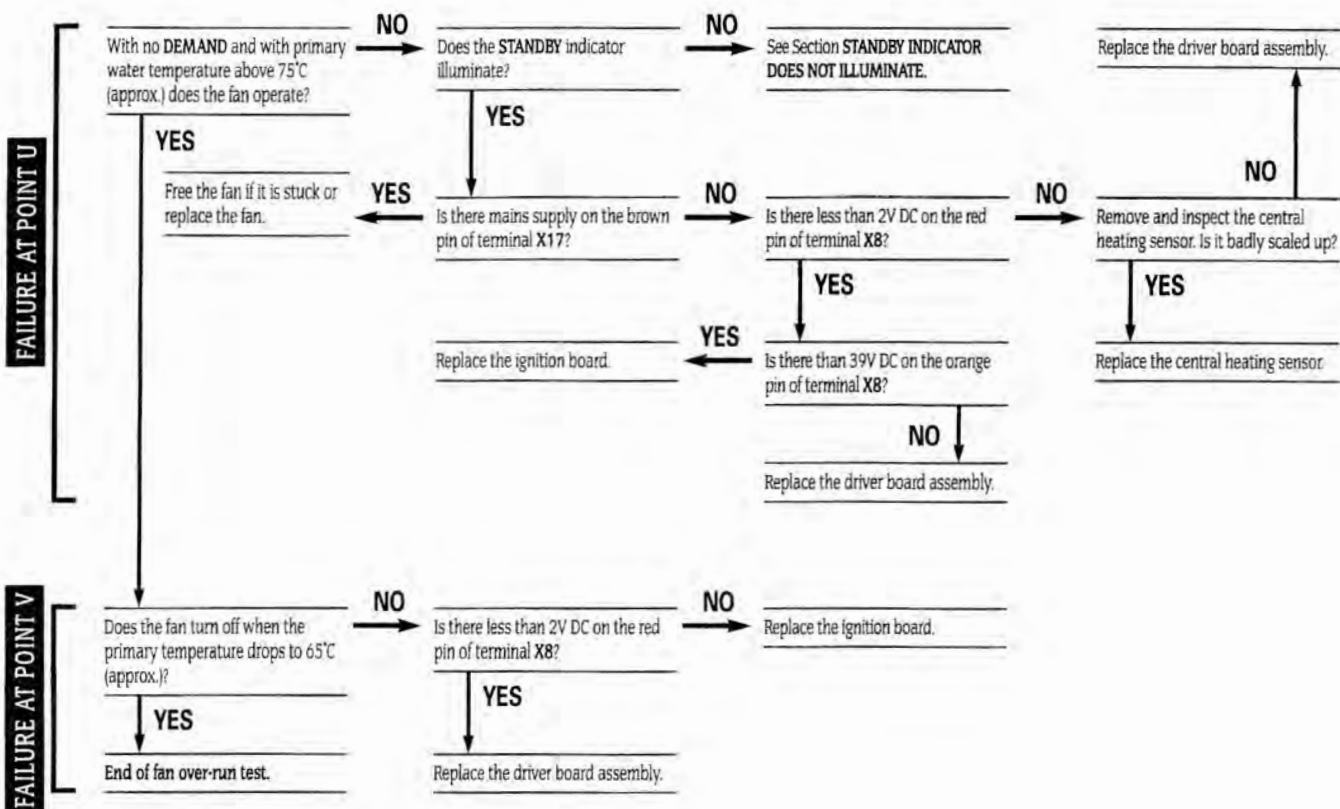 FAILURE AT POINT U
With no DEMAND and with primary
water temperature above 75°C
(approx.) does the fan operate?
NO
Does the STANDBY indicator
illuminate?
NO
See Section STANDBY INDICATOR
DOES NOT ILLUMINATE.
Replace the driver board assembly.
YES
YES
NO
Free the fan if it is stuck or
replace the fan.
YES
Is there mains supply on the brown
pin of terminal X17?
NO
Is there less than 2V DC on the red
pin of terminal X8?
NO
Remove and inspect the central
heating sensor. Is it badly scaled up?
YES
YES
Replace the ignition board.
YES
Is there than 39V DC on the orange
pin of terminal X8?
Replace the central heating sensor
NO
Replace the driver board assembly.
FAILURE AT POINT V
Does the fan turn off when the
primary temperature drops to 65°C
(approx.)?
NO
Is there less than 2V DC on the red
pin of terminal X8?
NO
Replace the ignition board.
YES
YES
End of fan over-run test.
Replace the driver board assembly.